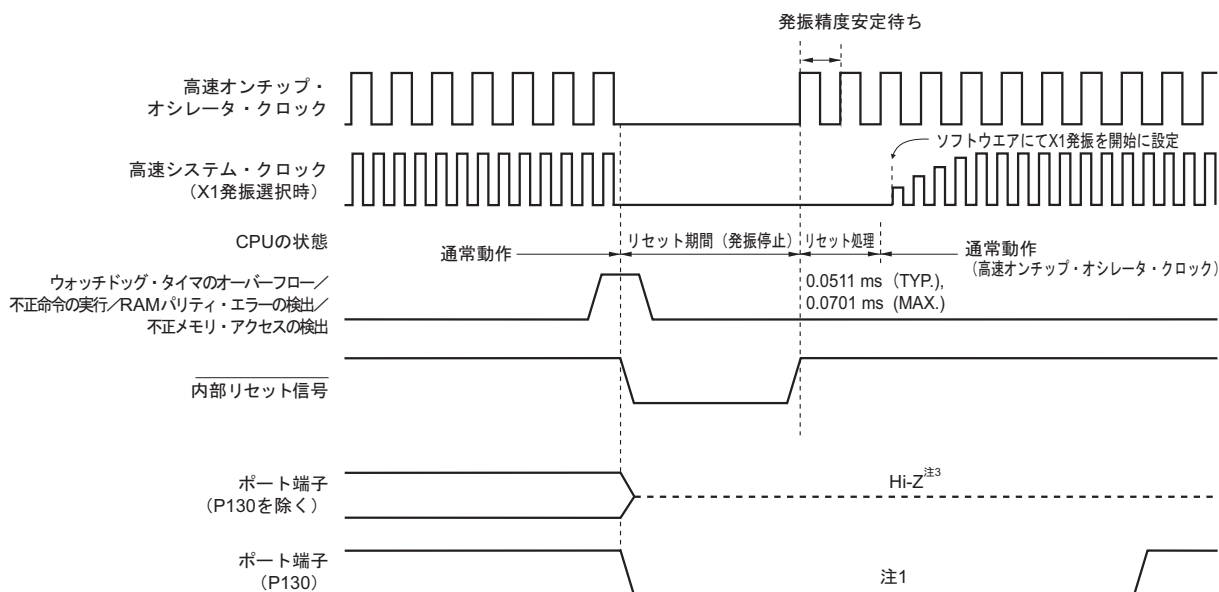 発振精度安定待ち
高速オンチップ・
オシレータ・クロック
ソフトウエアにてX1発振を開始に設定
高速システム・クロック
（X1発振選択時）
CPUの状態
通常動作
リセット期間（発振停止）
リセット処理
通常動作
（高速オンチップ・オシレータ・クロック）
0.0511 ms（TYP.）,
0.0701 ms（MAX.）
ウォッチドッグ・タイマのオーバーフロー／
不正命令の実行／RAMパリティ・エラーの検出／
不正メモリ・アクセスの検出
内部リセット信号
ポート端子
（P130を除く）
Hi-Z注3
ポート端子
（P130）
注1